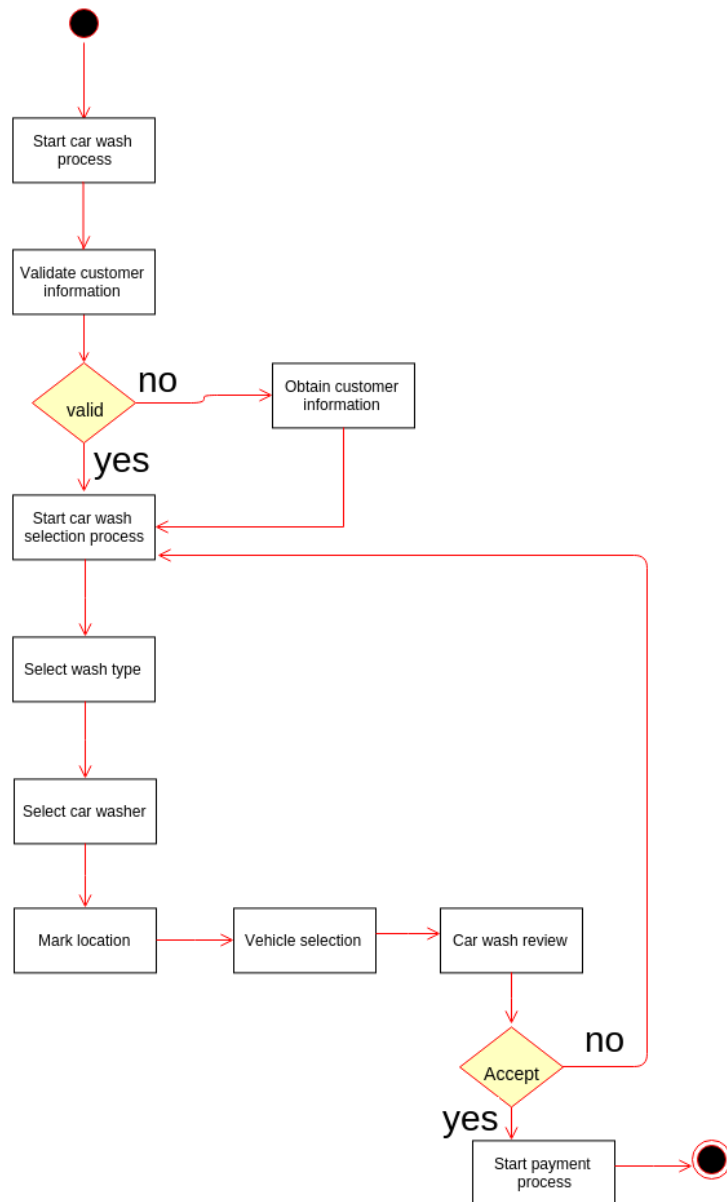 Start car wash
process
Validate customer
information
no
valid
Obtain customer
information
yes
Start car wash
selection process
Select wash type
Select car washer
Mark location
Vehicle selection
Car wash review
no
Accept
yes
Start payment
process